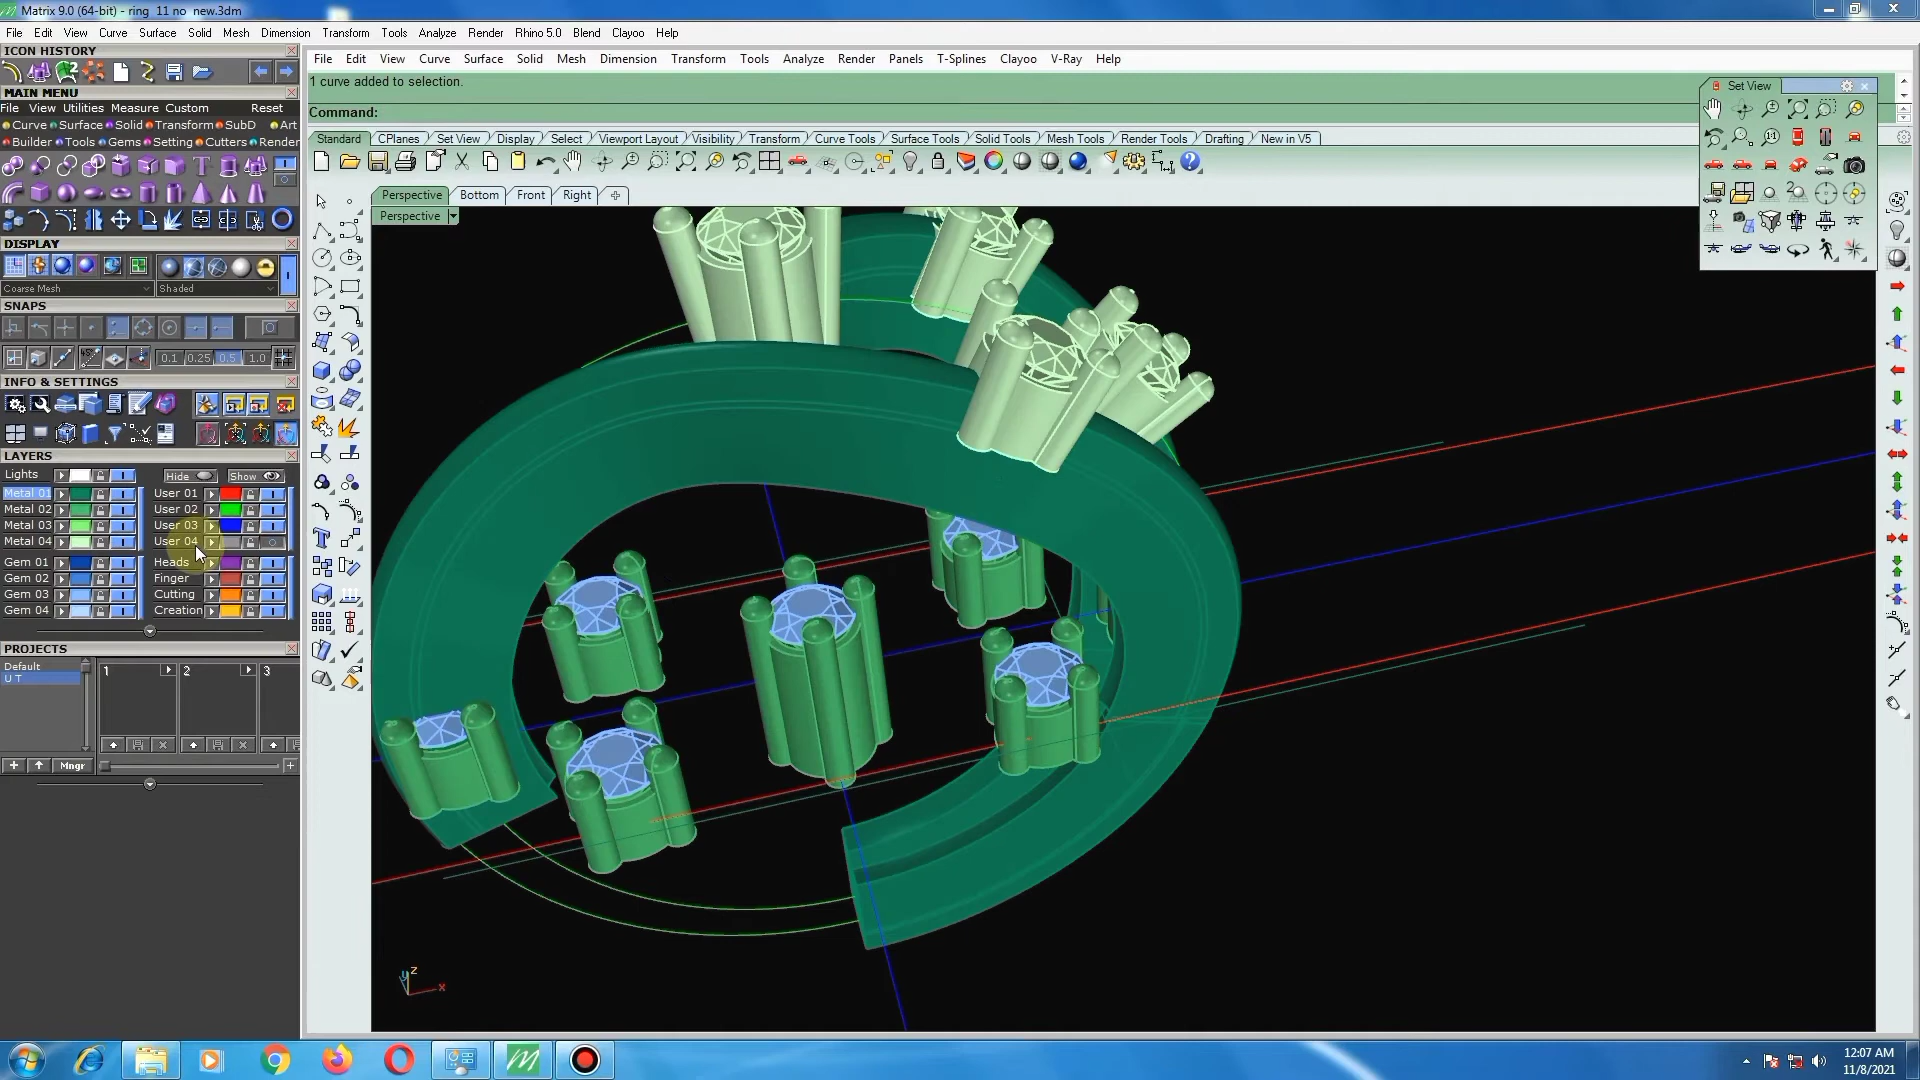 Matrix 9.0 (64-bit) - ring  11 no  new.3dm
File Edit View Curve Surface Solid Mesh Dimension Transform Tools Analyze Render Rhino 5.0 Blend Clayoo Help
ICON HISTORY
MAIN MENU
File View Utilities Measure Custom Reset
Curve Surface Solid Transform SubD Art
Builder Tools Gems Setting Cutters Render
DISPLAY
Coarse Mesh Shaded
SNAPS
0.1 0.25 0.5 1.0
INFO & SETTINGS
LAYERS
Lights Hide Show
Metal 01 User 01
Metal 02 User 02
Metal 03 User 03
Metal 04 User 04
Gem 01 Heads
Gem 02 Finger
Gem 03 Cutting
Gem 04 Creation
PROJECTS
Default 1 2 3
U T
Mngr
File Edit View Curve Surface Solid Mesh Dimension Transform Tools Analyze Render Panels T-Splines Clayoo V-Ray Help
1 curve added to selection.
Command:
Standard CPlanes Set View Display Select Viewport Layout Visibility Transform Curve Tools Surface Tools Solid Tools Mesh Tools Render Tools Drafting New in V5
Perspective Bottom Front Right
Perspective
Set View
z
y
x
12:07 AM
11/8/2021